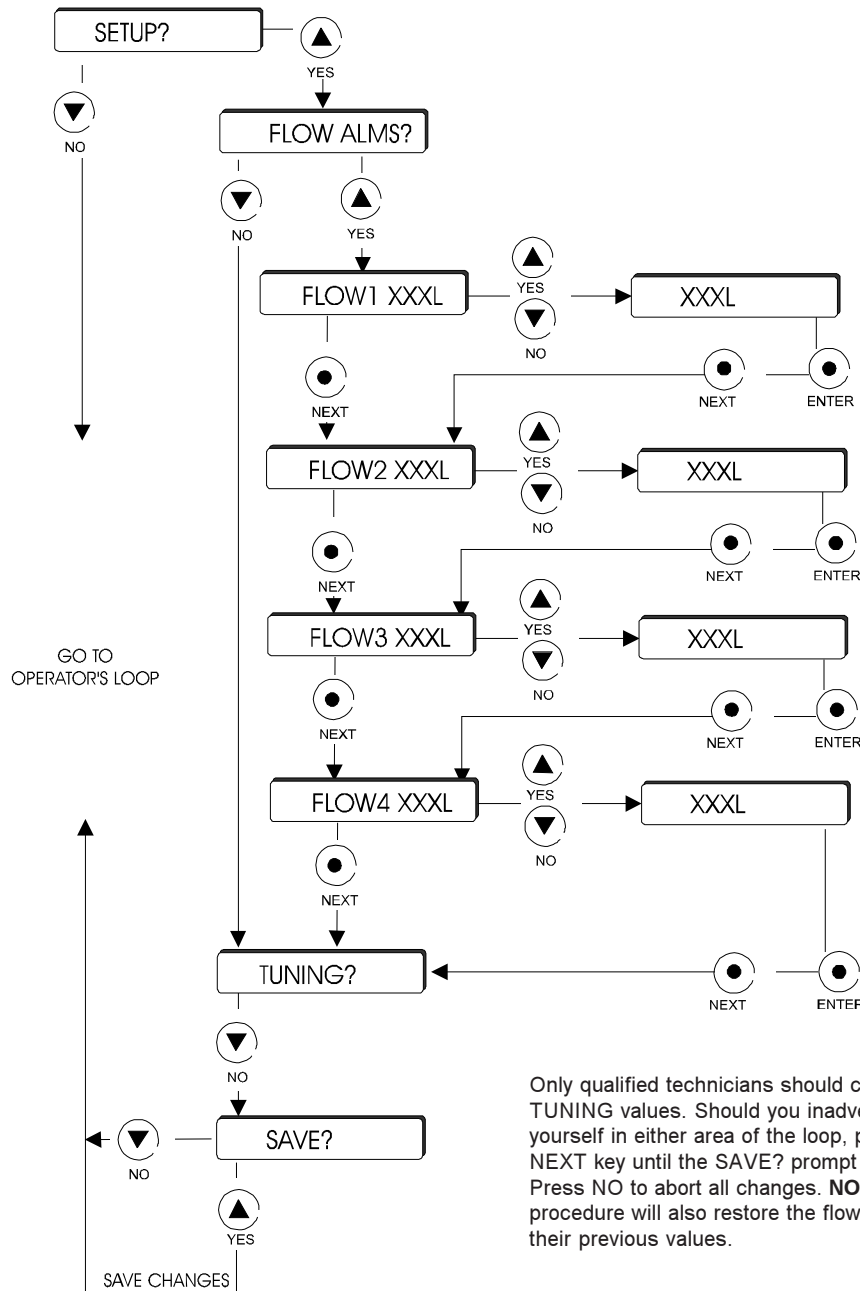 SETUP?
YES
NO
FLOW ALMS?
NO
YES
FLOW1 XXXL
YES
NO
XXXL
NEXT
NEXT
ENTER
FLOW2 XXXL
YES
NO
XXXL
NEXT
NEXT
ENTER
FLOW3 XXXL
YES
NO
XXXL
GO TO
OPERATOR'S LOOP
NEXT
NEXT
ENTER
FLOW4 XXXL
YES
NO
XXXL
NEXT
TUNING?
NEXT
ENTER
NO
SAVE?
NO
YES
SAVE CHANGES
Only qualified technicians should c
TUNING values. Should you inadve
yourself in either area of the loop, p
NEXT key until the SAVE? prompt
Press NO to abort all changes. NO
procedure will also restore the flow
their previous values.